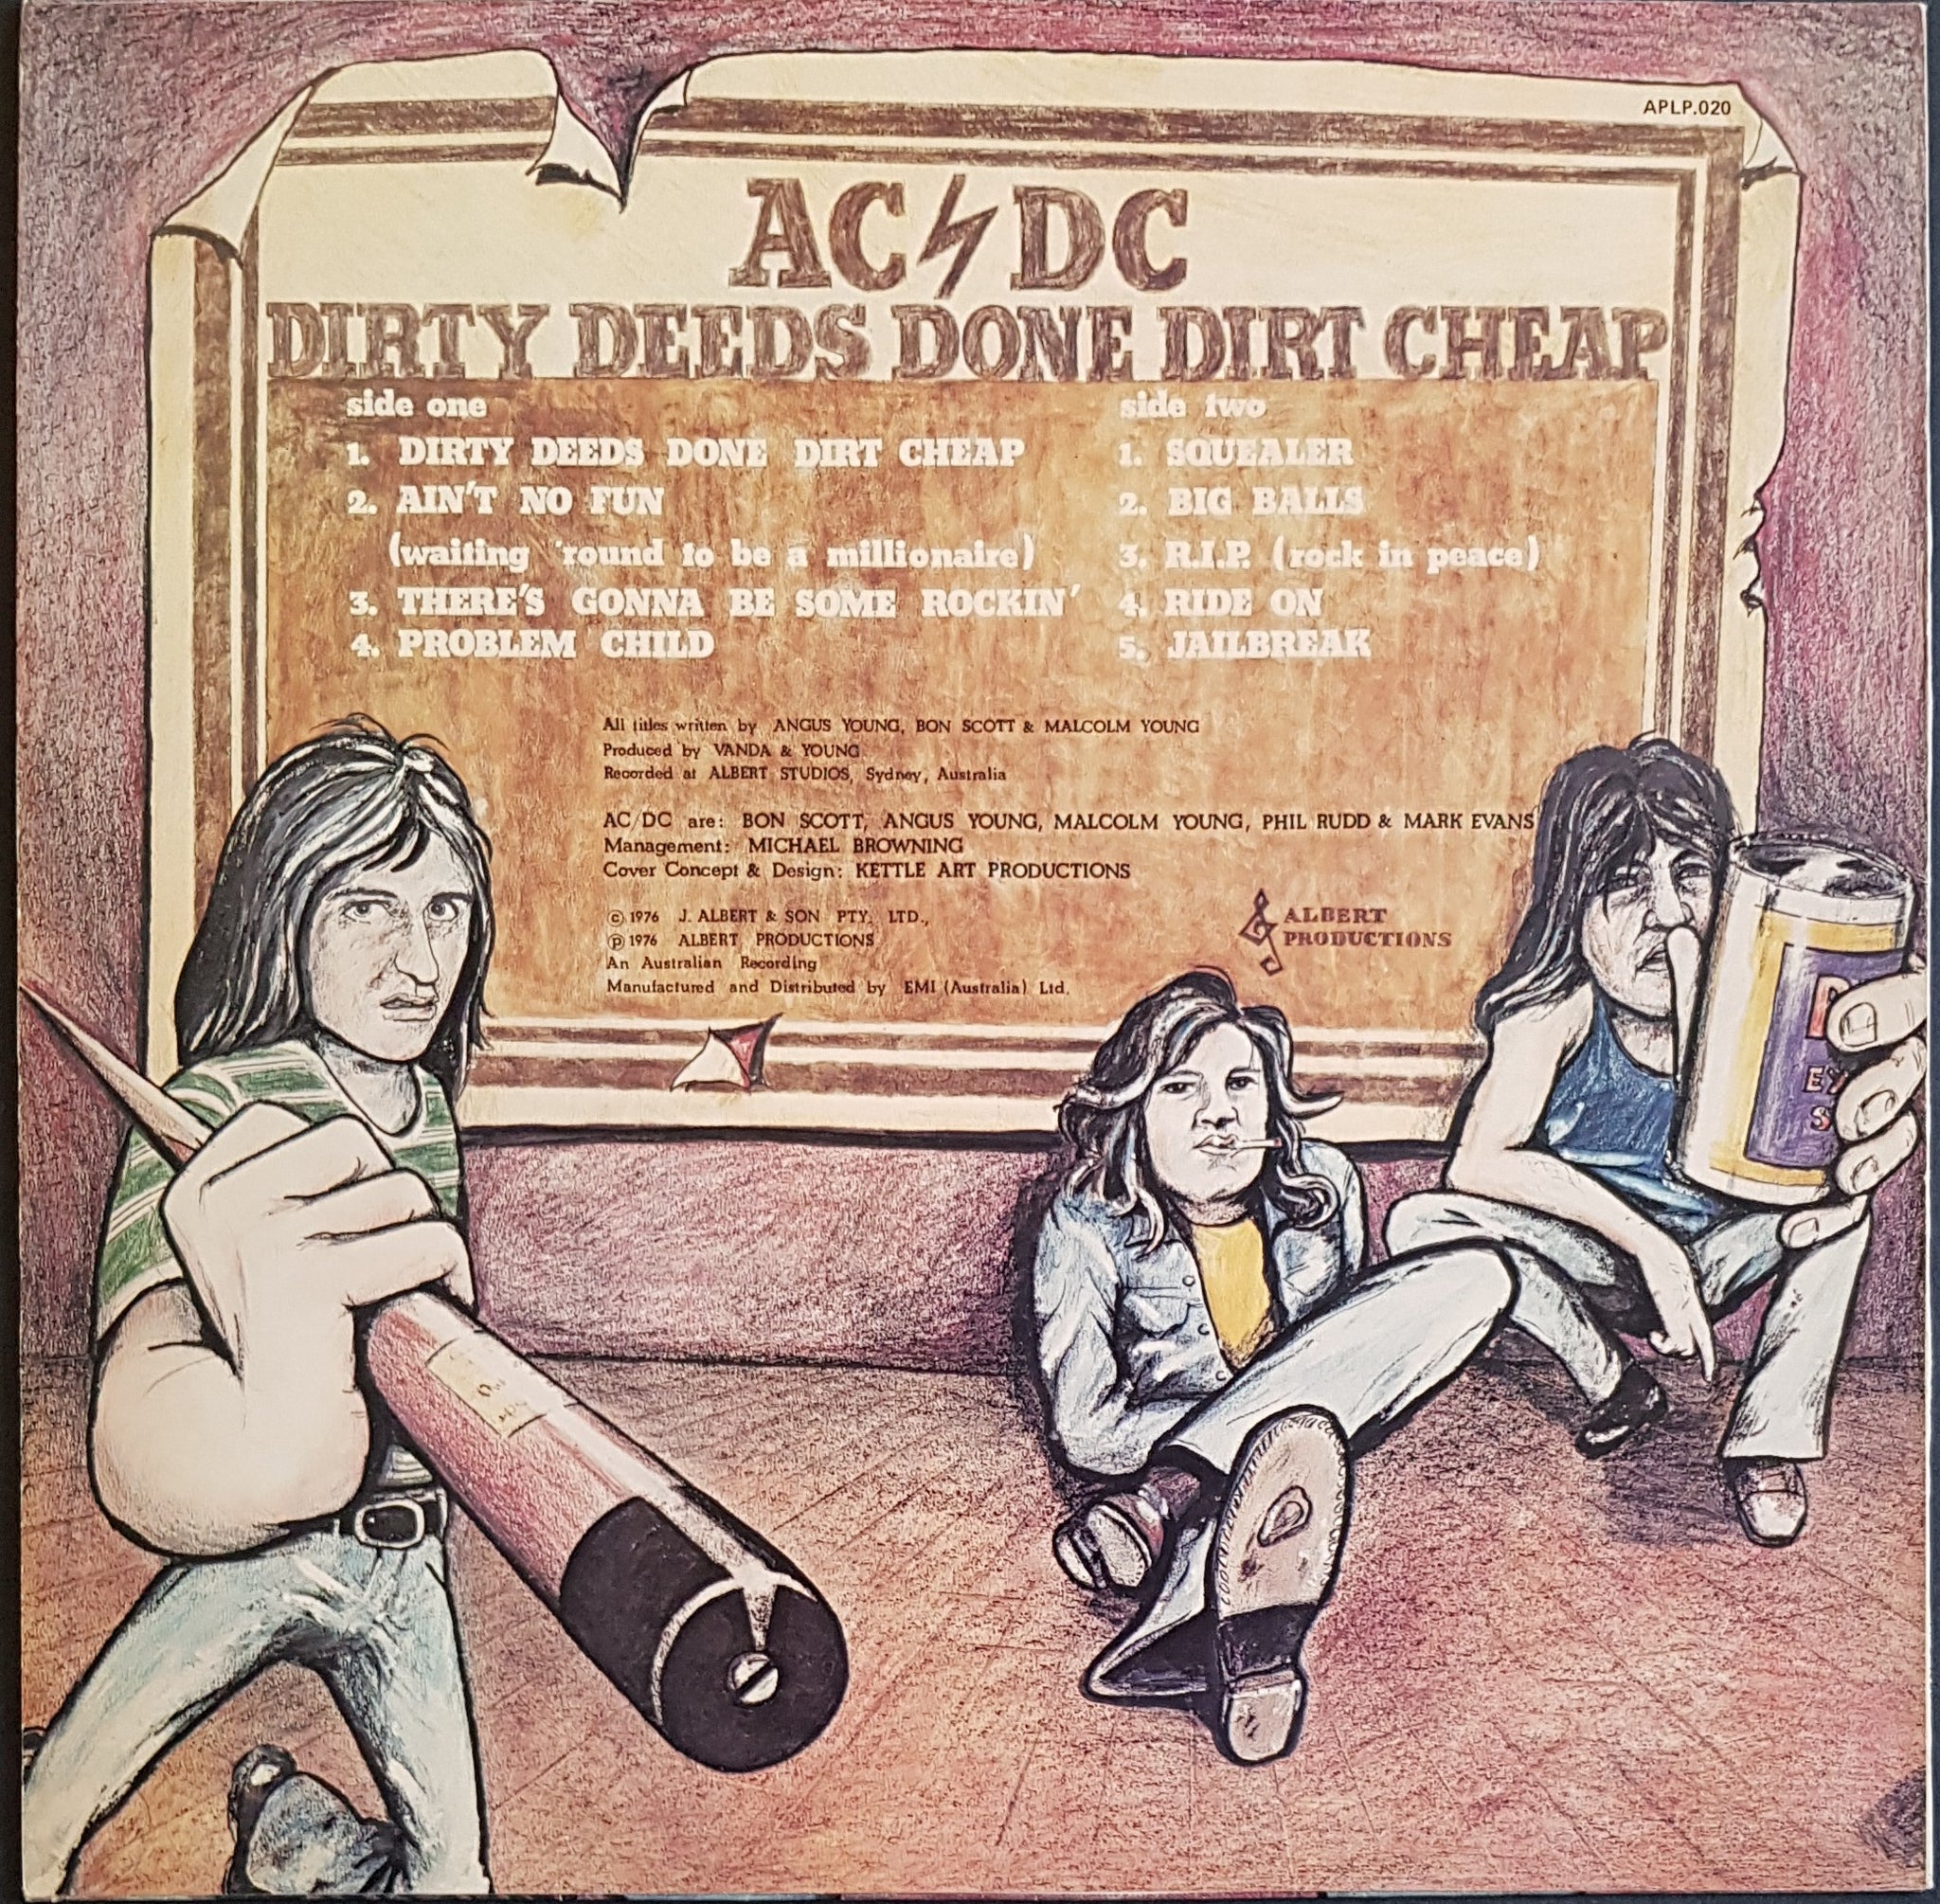 APLP.020
AC⚡DC
DIRTY DEEDS DONE DIRT CHEAP
side one
1. DIRTY DEEDS DONE DIRT CHEAP
2. AIN'T NO FUN
(waiting 'round to be a millionaire)
3. THERE'S GONNA BE SOME ROCKIN'
4. PROBLEM CHILD
side two
1. SQUEALER
2. BIG BALLS
3. R.I.P. (rock in peace)
4. RIDE ON
5. JAILBREAK
All titles written by ANGUS YOUNG, BON SCOTT & MALCOLM YOUNG
Produced by VANDA & YOUNG
Recorded at ALBERT STUDIOS, Sydney, Australia
AC/DC are: BON SCOTT, ANGUS YOUNG, MALCOLM YOUNG, PHIL RUDD & MARK EVANS
Management: MICHAEL BROWNING
Cover Concept & Design: KETTLE ART PRODUCTIONS
© 1976 J. ALBERT & SON PTY. LTD.,
℗ 1976 ALBERT PRODUCTIONS
An Australian Recording
Manufactured and Distributed by EMI (Australia) Ltd.
ALBERT
PRODUCTIONS